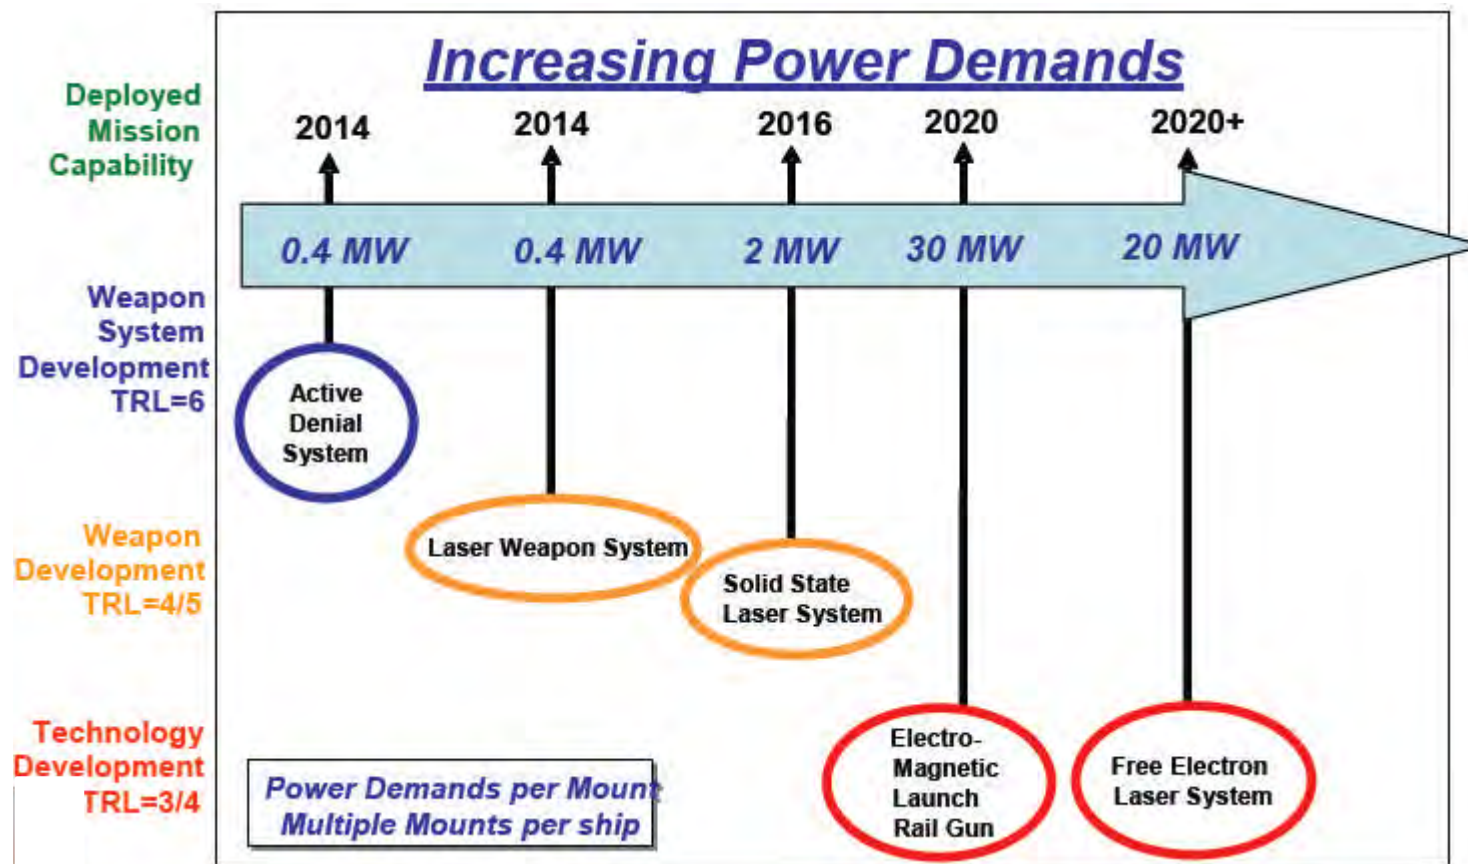 Increasing Power Demands
Deployed
Mission
Capability
2014
2014
2016
2020
2020+
0.4 MW
0.4 MW
2 MW
30 MW
20 MW
Weapon
System
Development
TRL=6
Active
Denial
System
Weapon
Development
TRL=4/5
Laser Weapon System
Solid State
Laser System
Technology
Development
TRL=3/4
Electro-
Magnetic
Launch
Rail Gun
Free Electron
Laser System
Power Demands per Mount
Multiple Mounts per ship